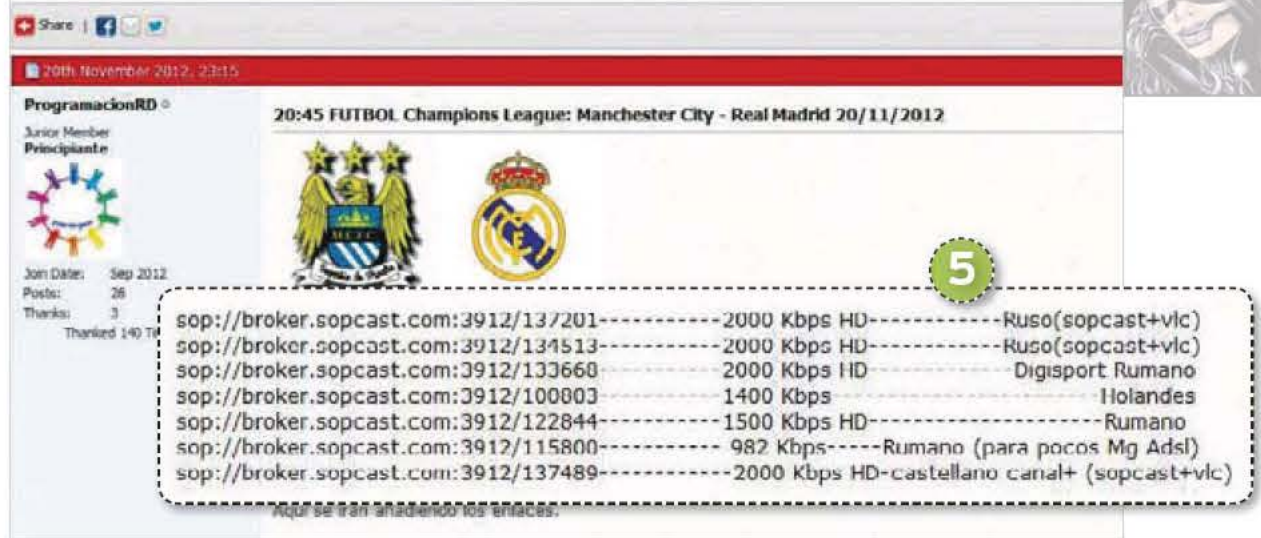 Share |
20th November 2012, 23:15
ProgramacionRD
Junior Member
Principiante
Join Date: Sep 2012
Posts: 26
Thanks: 3
Thanked 140
20:45 FUTBOL Champions League: Manchester City - Real Madrid 20/11/2012
MCFC
5
sop://broker.sopcast.com:3912/137201------------2000 Kbps HD------------Ruso(sopcast+vlc)
sop://broker.sopcast.com:3912/134513------------2000 Kbps HD------------Ruso(sopcast+vlc)
sop://broker.sopcast.com:3912/133668------------2000 Kbps HD-------------Digisport Rumano
sop://broker.sopcast.com:3912/100803------------1400 Kbps------------------------Holandes
sop://broker.sopcast.com:3912/122844------------1500 Kbps HD---------------------Rumano
sop://broker.sopcast.com:3912/115800------------ 982 Kbps-----Rumano (para pocos Mg Adsl)
sop://broker.sopcast.com:3912/137489-------------2000 Kbps HD-castellano canal+ (sopcast+vlc)
Aqui se iran añadiendo los enlaces.